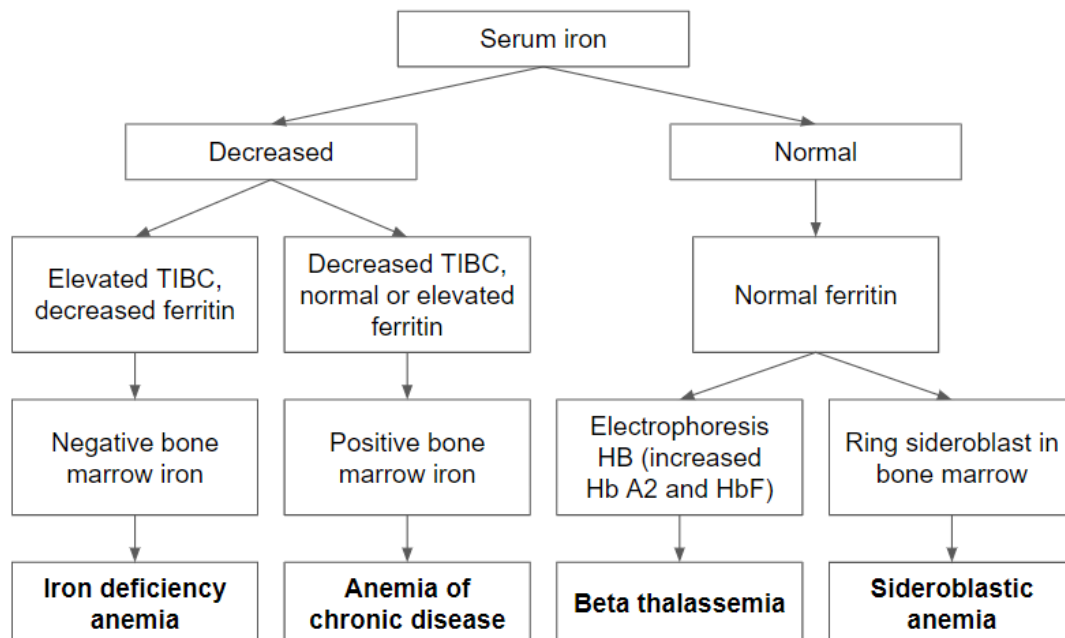 Serum iron
Decreased
Normal
Elevated TIBC,
decreased ferritin
Decreased TIBC,
normal or elevated
ferritin
Normal ferritin
Negative bone
marrow iron
Positive bone
marrow iron
Electrophoresis
HB (increased
Hb A2 and HbF)
Ring sideroblast in
bone marrow
Iron deficiency
anemia
Anemia of
chronic disease
Beta thalassemia
Sideroblastic
anemia